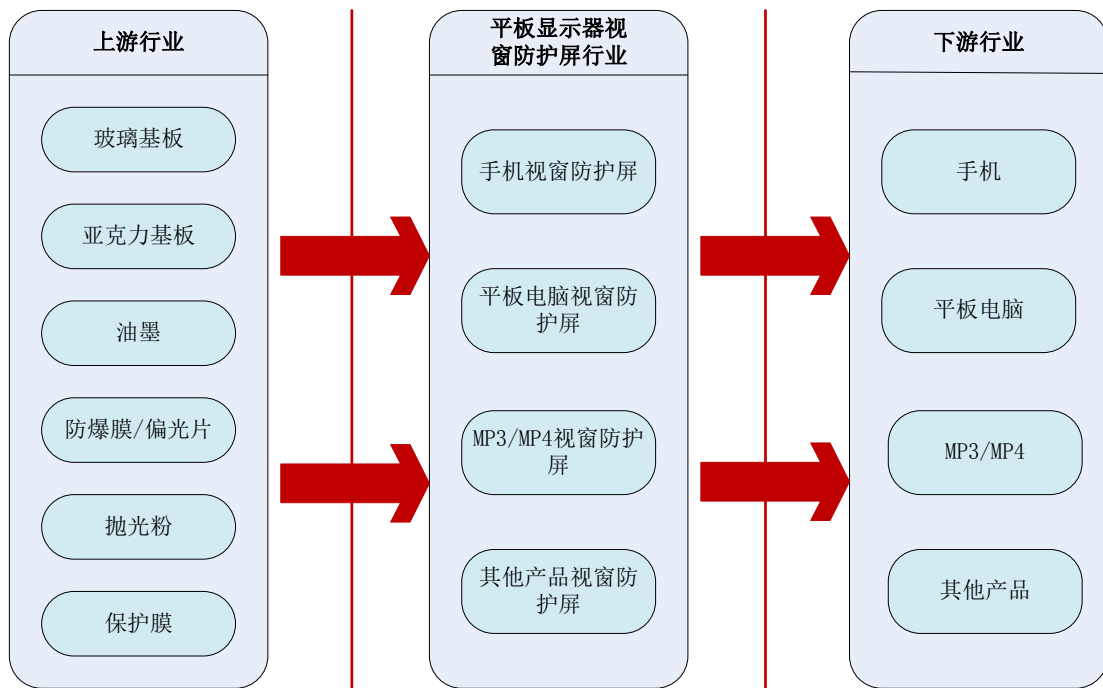 上游行业
玻璃基板
亚克力基板
油墨
防爆膜/偏光片
抛光粉
保护膜
平板显示器视
窗防护屏行业
手机视窗防护屏
平板电脑视窗防
护屏
MP3/MP4视窗防护
屏
其他产品视窗防
护屏
下游行业
手机
平板电脑
MP3/MP4
其他产品